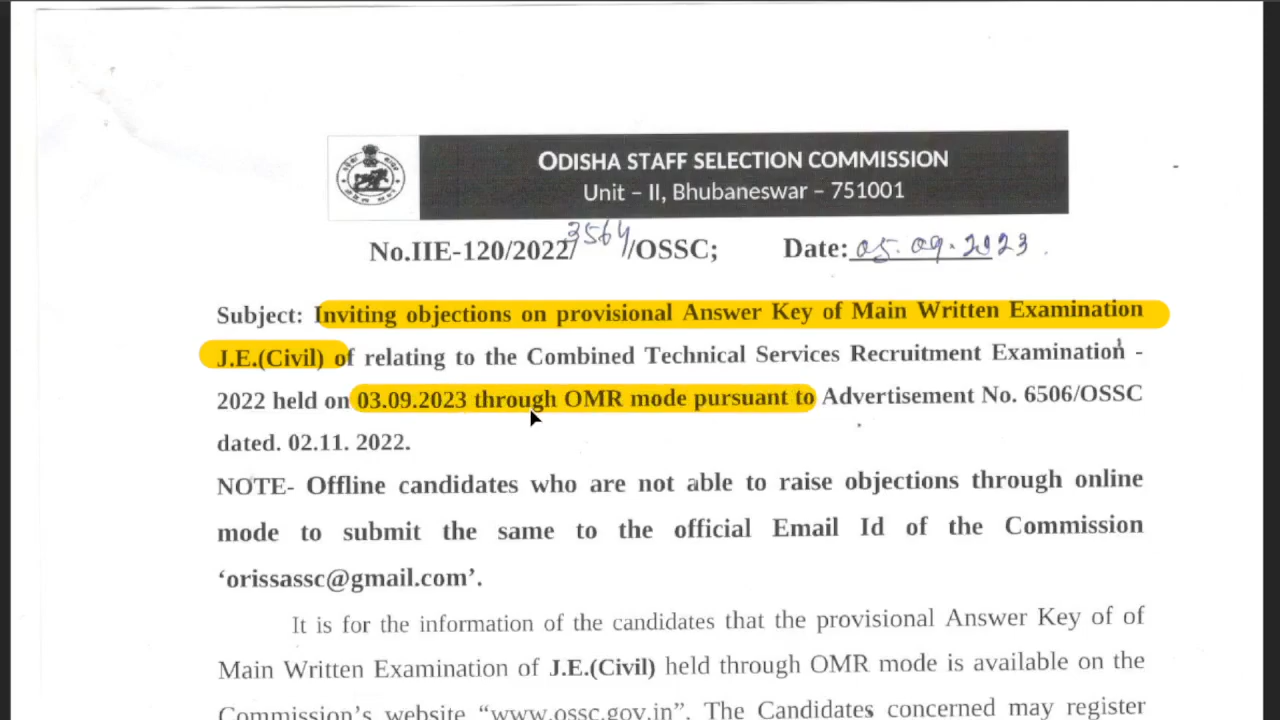 ODISHA STAFF SELECTION COMMISSION
Unit – II, Bhubaneswar – 751001
No.IIE-120/2022/3564/OSSC; Date: 05.09.2023
Subject: Inviting objections on provisional Answer Key of Main Written Examination
J.E.(Civil) of relating to the Combined Technical Services Recruitment Examination -
2022 held on 03.09.2023 through OMR mode pursuant to Advertisement No. 6506/OSSC
dated. 02.11. 2022.
NOTE- Offline candidates who are not able to raise objections through online
mode to submit the same to the official Email Id of the Commission
‘orissassc@gmail.com’.
It is for the information of the candidates that the provisional Answer Key of of
Main Written Examination of J.E.(Civil) held through OMR mode is available on the
Commission’s website “www.ossc.gov.in”. The Candidates concerned may register